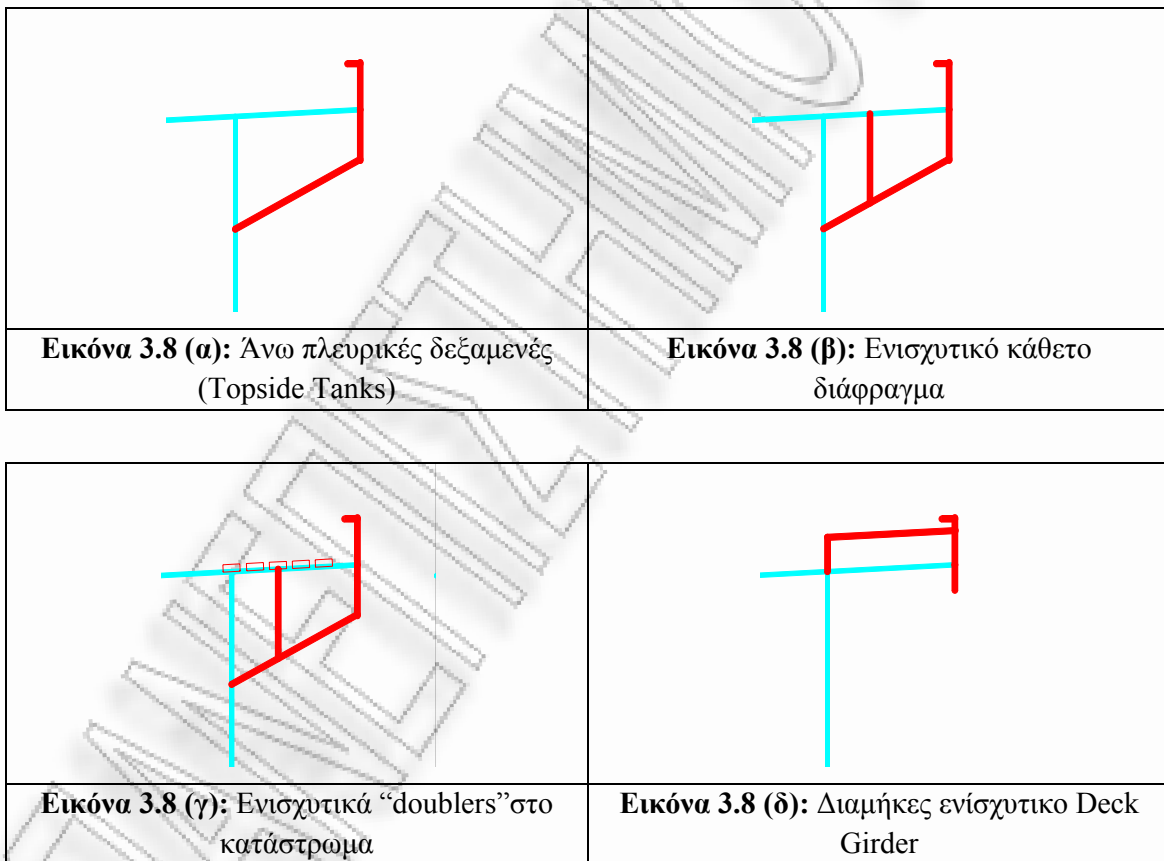 Εικόνα 3.8 (α): Άνω πλευρικές δεξαμενές
(Topside Tanks)
Εικόνα 3.8 (β): Ενισχυτικό κάθετο
διάφραγμα
Εικόνα 3.8 (γ): Ενισχυτικά “doublers”στο
κατάστρωμα
Εικόνα 3.8 (δ): Διαμήκες ενίσχυτικο Deck
Girder